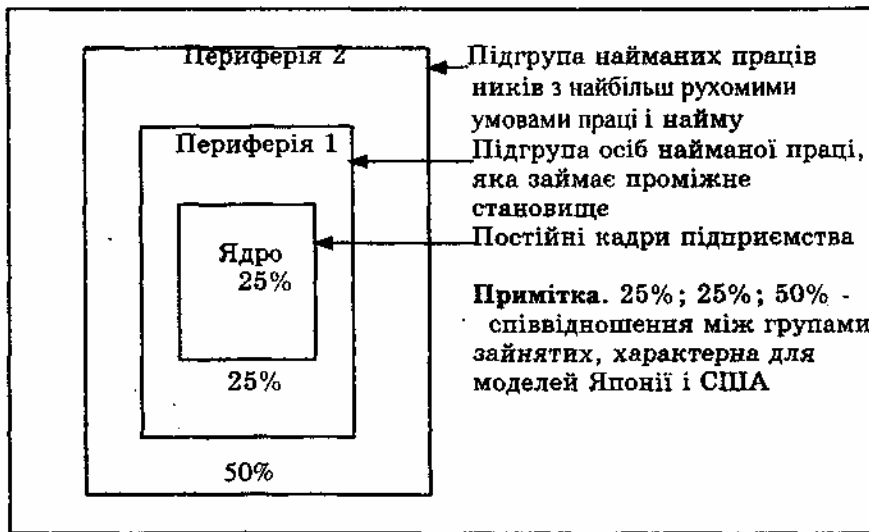 Периферія 2
Периферія 1
Ядро
25%
25%
50%
Підгрупа найманих праців
ників з найбільш рухомими
умовами праці і найму
Підгрупа осіб найманої праці,
яка займає проміжне
становище
Постійні кадри підприємства
Примітка. 25%; 25%; 50% -
співвідношення між групами
зайнятих, характерна для
моделей Японії і США